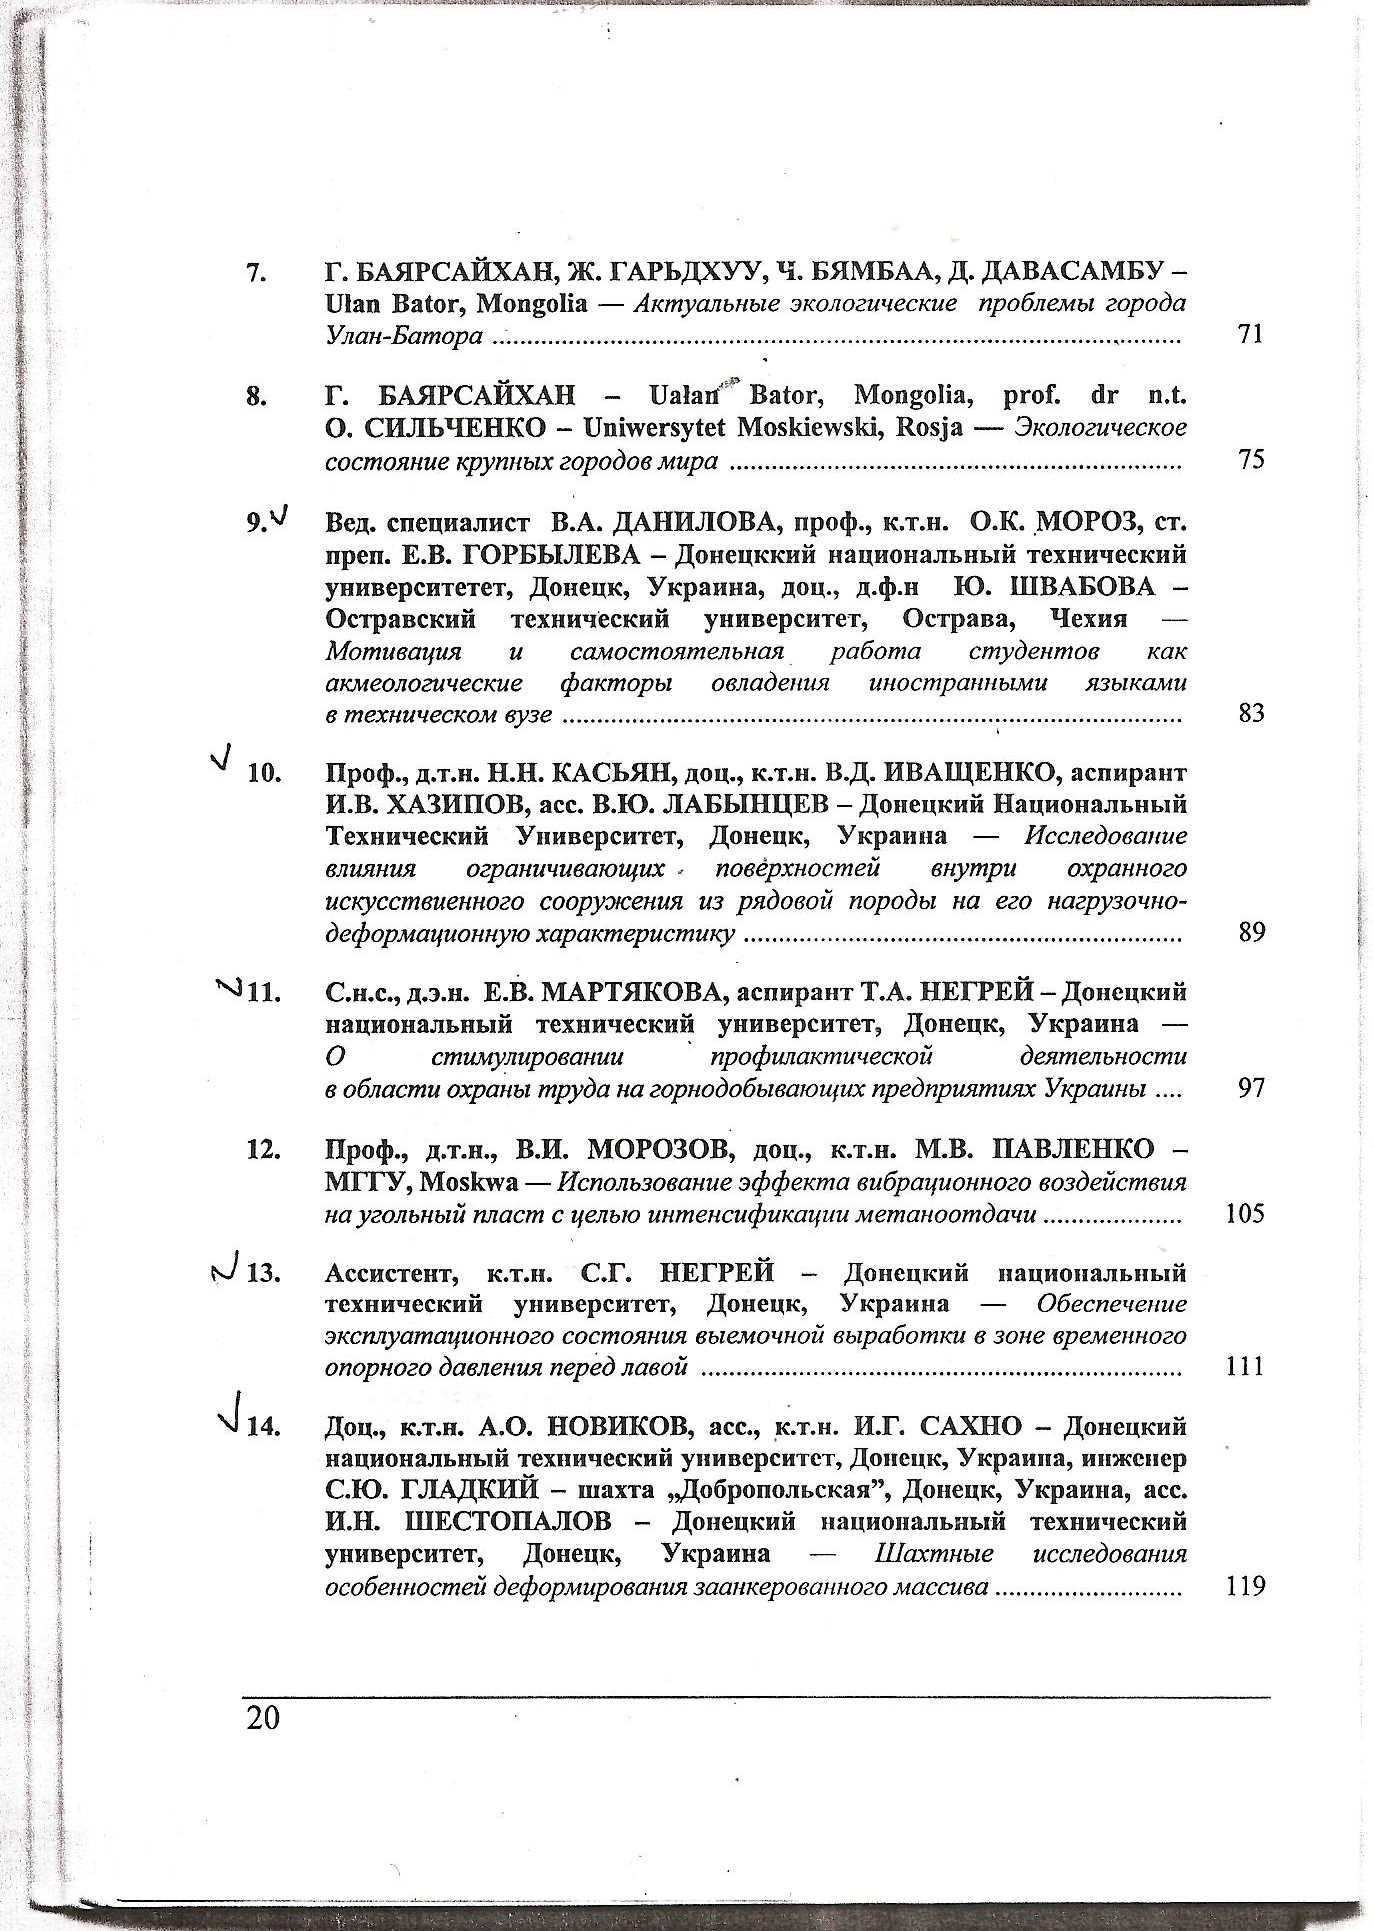 7. Г. БАЯРСАЙХАН, Ж. ГАРЬДХУУ, Ч. БЯМБАА, Д. ДАВАСАМБУ –
Ulan Bator, Mongolia — Актуальные экологические проблемы города
Улан-Батора .......... 71
8. Г. БАЯРСАЙХАН – Uałan Bator, Mongolia, prof. dr n.t.
О. СИЛЬЧЕНКО – Uniwersytet Moskiewski, Rosja — Экологическое
состояние крупных городов мира .......... 75
9. Вед. специалист В.А. ДАНИЛОВА, проф., к.т.н. О.К. МОРОЗ, ст.
преп. Е.В. ГОРБЫЛЕВА – Донецккий национальный технический
университетет, Донецк, Украина, доц., д.ф.н Ю. ШВАБОВА –
Остравский технический университет, Острава, Чехия —
Мотивация и самостоятельная работа студентов как
акмеологические факторы овладения иностранными языками
в техническом вузе .......... 83
10. Проф., д.т.н. Н.Н. КАСЬЯН, доц., к.т.н. В.Д. ИВАЩЕНКО, аспирант
И.В. ХАЗИПОВ, асс. В.Ю. ЛАБЫНЦЕВ – Донецкий Национальный
Технический Университет, Донецк, Украина — Исследование
влияния ограничивающих поверхностей внутри охранного
искусствиенного сооружения из рядовой породы на его нагрузочно-
деформационную характеристику .......... 89
11. С.н.с., д.э.н. Е.В. МАРТЯКОВА, аспирант Т.А. НЕГРЕЙ – Донецкий
национальный технический университет, Донецк, Украина —
О стимулировании профилактической деятельности
в области охраны труда на горнодобывающих предприятиях Украины .... 97
12. Проф., д.т.н., В.И. МОРОЗОВ, доц., к.т.н. М.В. ПАВЛЕНКО –
МГГУ, Moskwa — Использование эффекта вибрационного воздействия
на угольный пласт с целью интенсификации метаноотдачи .......... 105
13. Ассистент, к.т.н. С.Г. НЕГРЕЙ – Донецкий национальный
технический университет, Донецк, Украина — Обеспечение
эксплуатационного состояния выемочной выработки в зоне временного
опорного давления перед лавой .......... 111
14. Доц., к.т.н. А.О. НОВИКОВ, асс., к.т.н. И.Г. САХНО – Донецкий
национальный технический университет, Донецк, Украина, инженер
С.Ю. ГЛАДКИЙ – шахта „Добропольская”, Донецк, Украина, асс.
И.Н. ШЕСТОПАЛОВ – Донецкий национальный технический
университет, Донецк, Украина — Шахтные исследования
особенностей деформирования заанкерованного массива .......... 119
20